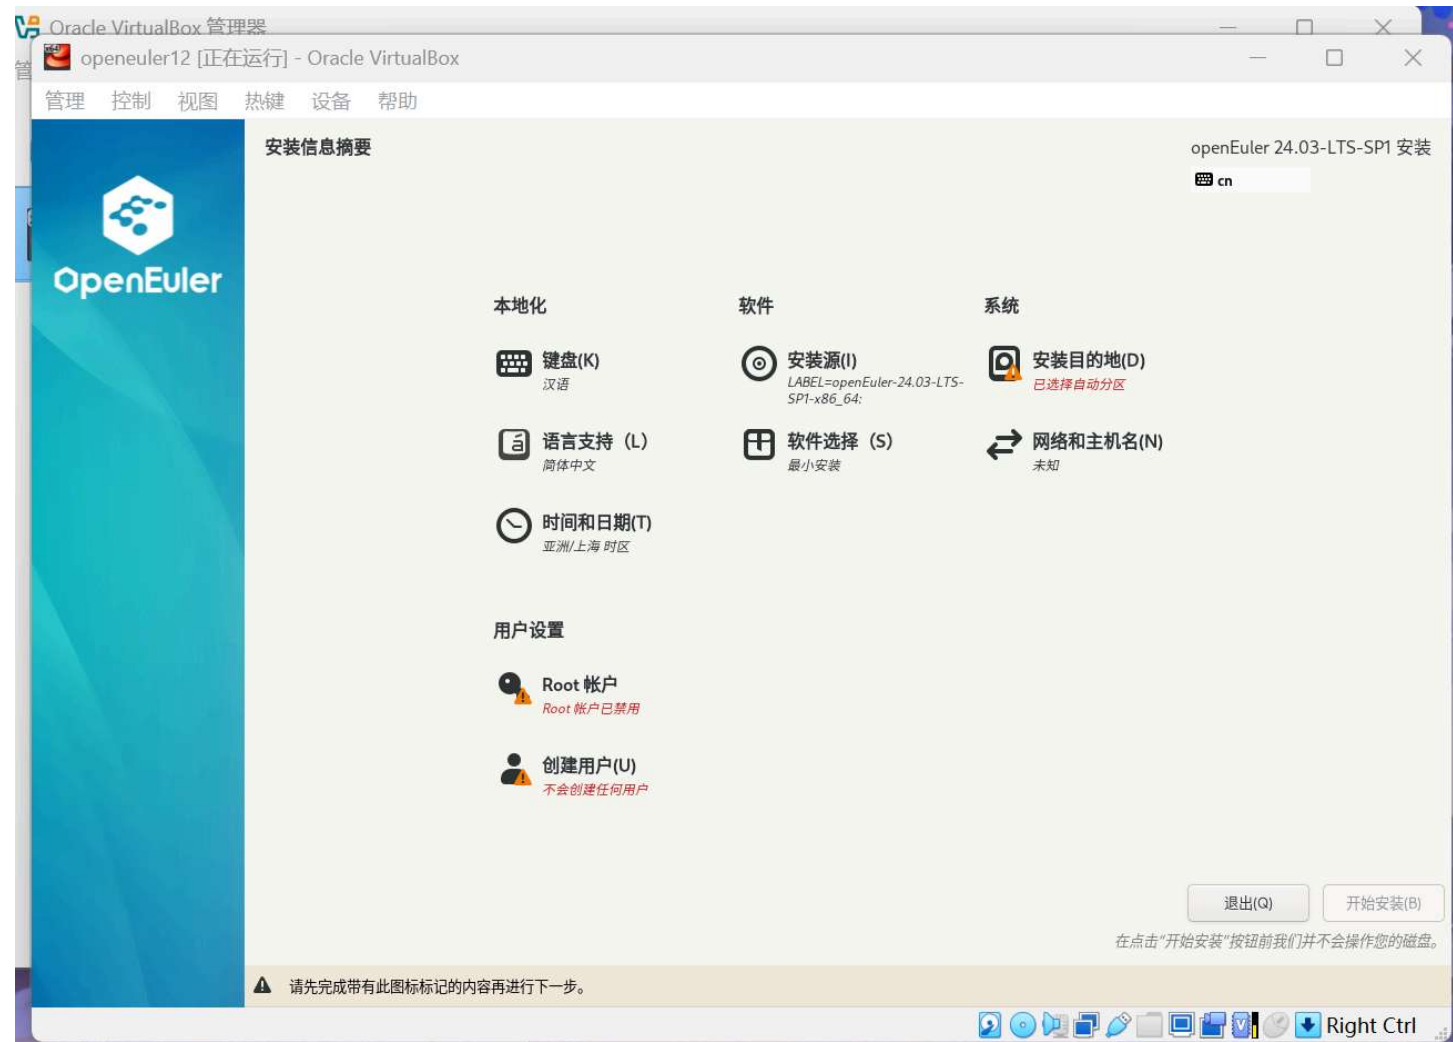 Oracle VirtualBox 管理器
openeuler12 [正在运行] - Oracle VirtualBox
管理 控制 视图 热键 设备 帮助
安装信息摘要
openEuler 24.03-LTS-SP1 安装
cn
OpenEuler
本地化
软件
系统
键盘(K)
汉语
安装源(I)
LABEL=openEuler-24.03-LTS-
SP1-x86_64:
安装目的地(D)
已选择自动分区
语言支持（L）
简体中文
软件选择（S）
最小安装
网络和主机名(N)
未知
时间和日期(T)
亚洲/上海 时区
用户设置
Root 帐户
Root 帐户已禁用
创建用户(U)
不会创建任何用户
退出(Q)
开始安装(B)
在点击“开始安装”按钮前我们并不会操作您的磁盘。
请先完成带有此图标标记的内容再进行下一步。
Right Ctrl